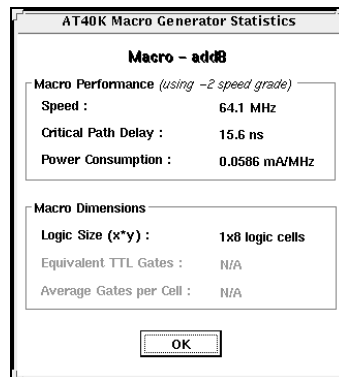 AT40K Macro Generator Statistics
Macro - add8
Macro Performance (using -2 speed grade)
Speed : 64.1 MHz
Critical Path Delay : 15.6 ns
Power Consumption : 0.0586 mA/MHz
Macro Dimensions
Logic Size (x*y) : 1x8 logic cells
Equivalent TTL Gates : N/A
Average Gates per Cell : N/A
OK